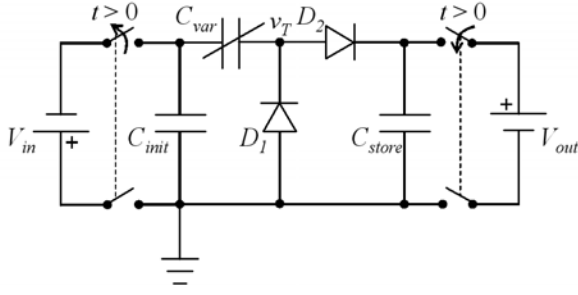 t > 0 C_var v_T D_2 t > 0
V_in + C_init D_1 C_store + V_out